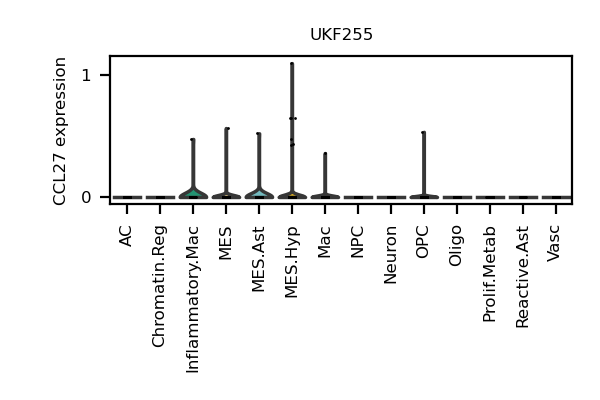 UKF255
CCL27 expression
1
0
AC
Chromatin.Reg
Inflammatory.Mac
MES
MES.Ast
MES.Hyp
Mac
NPC
Neuron
OPC
Oligo
Prolif.Metab
Reactive.Ast
Vasc